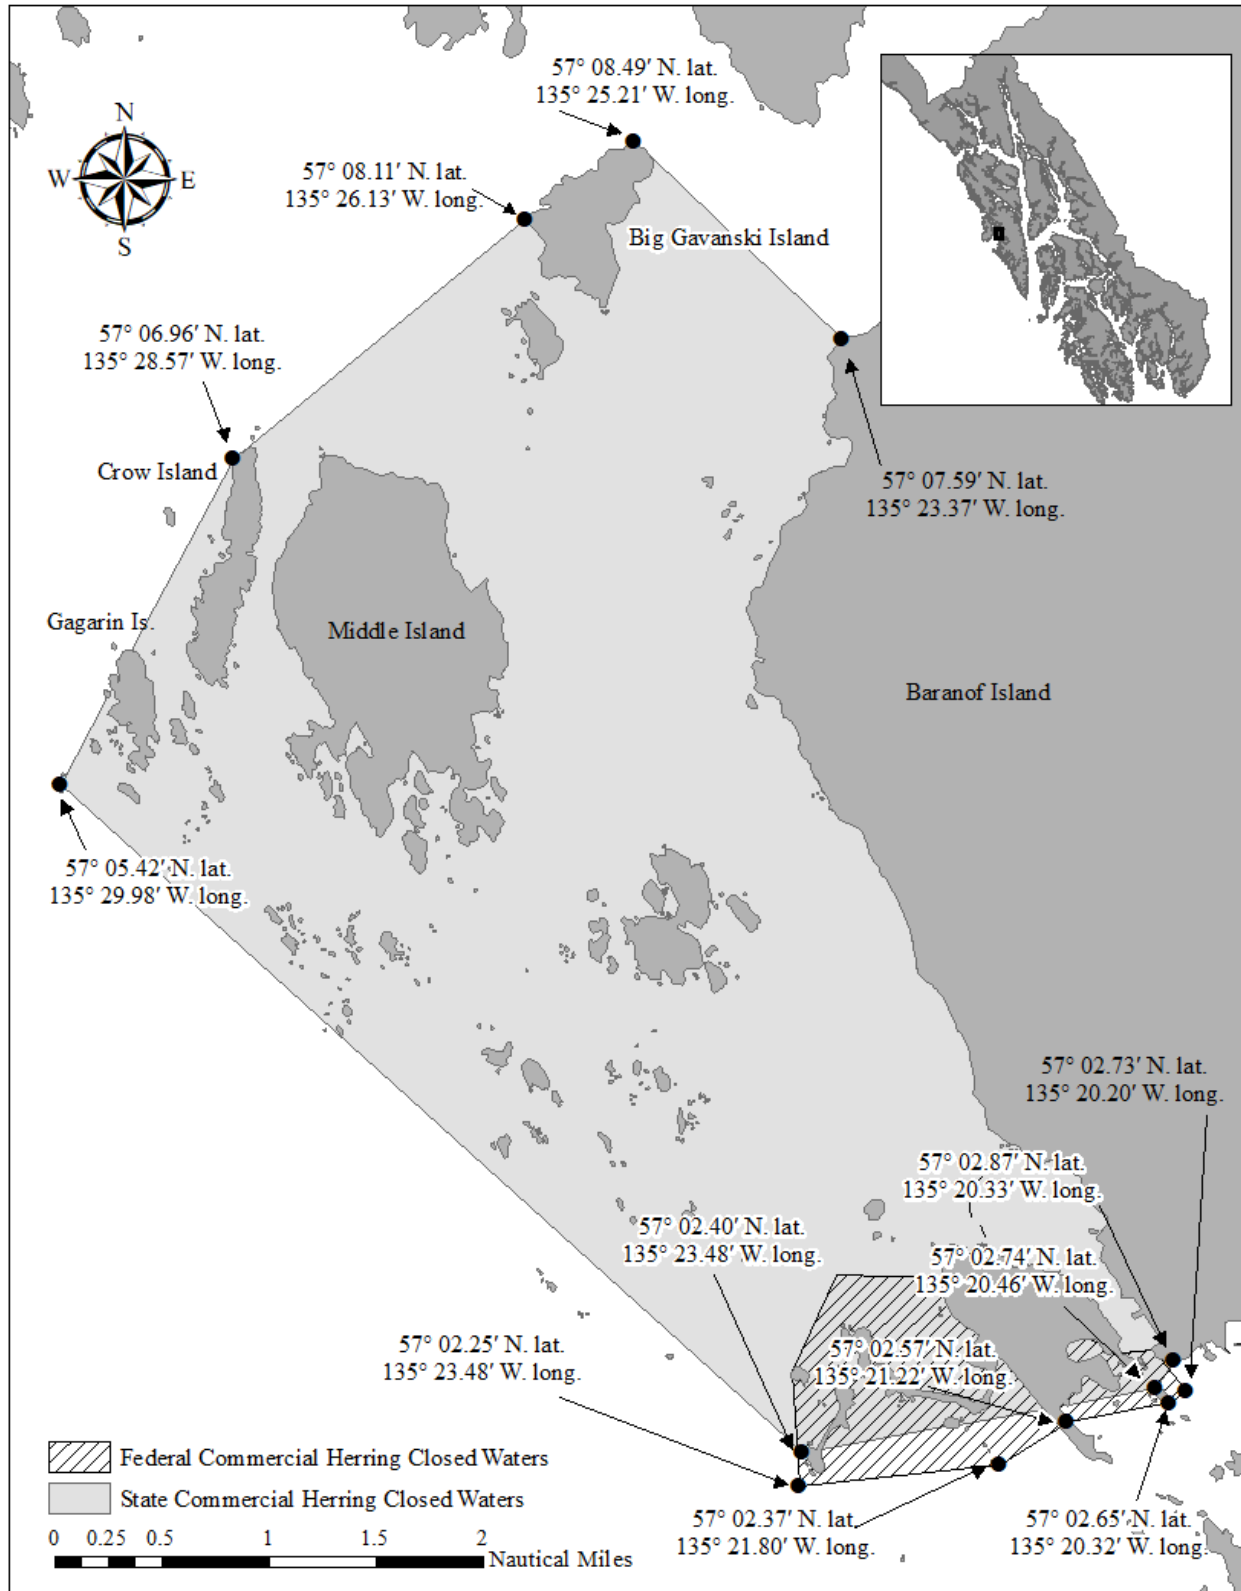 57° 08.49′ N. lat.
135° 25.21′ W. long.
N
W
E
S
57° 08.11′ N. lat.
135° 26.13′ W. long.
Big Gavanski Island
57° 06.96′ N. lat.
135° 28.57′ W. long.
Crow Island
57° 07.59′ N. lat.
135° 23.37′ W. long.
Gagarin Is.
Middle Island
Baranof Island
57° 05.42′ N. lat.
135° 29.98′ W. long.
57° 02.73′ N. lat.
135° 20.20′ W. long.
57° 02.87′ N. lat.
135° 20.33′ W. long.
57° 02.40′ N. lat.
135° 23.48′ W. long.
57° 02.74′ N. lat.
135° 20.46′ W. long.
57° 02.25′ N. lat.
135° 23.48′ W. long.
57° 02.57′ N. lat.
135° 21.22′ W. long.
Federal Commercial Herring Closed Waters
State Commercial Herring Closed Waters
57° 02.37′ N. lat.
135° 21.80′ W. long.
57° 02.65′ N. lat.
135° 20.32′ W. long.
0 0.25 0.5 1 1.5 2
Nautical Miles